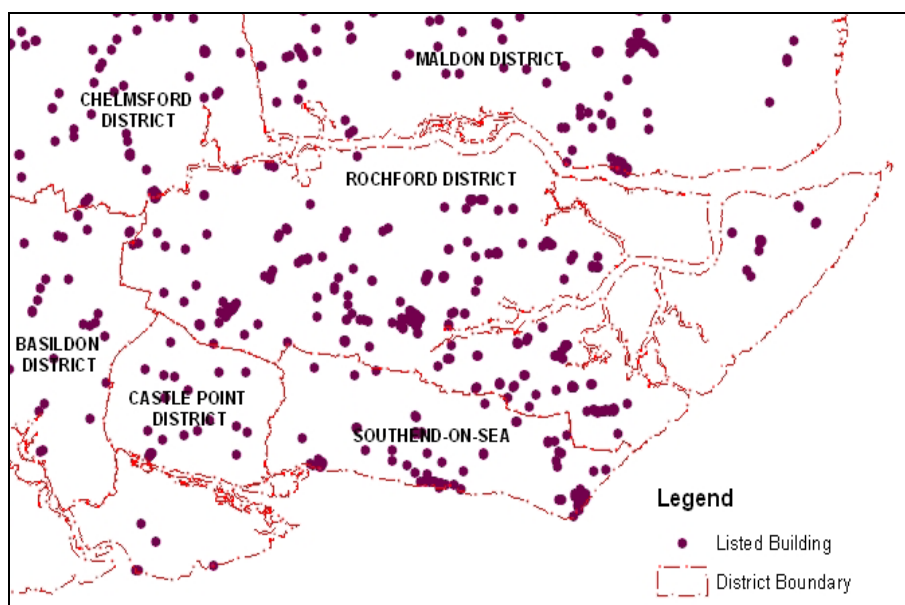 MALDON DISTRICT
CHELMSFORD
DISTRICT
ROCHFORD DISTRICT
BASILDON
DISTRICT
CASTLE POINT
DISTRICT
SOUTHEND-ON-SEA
Legend
Listed Building
District Boundary